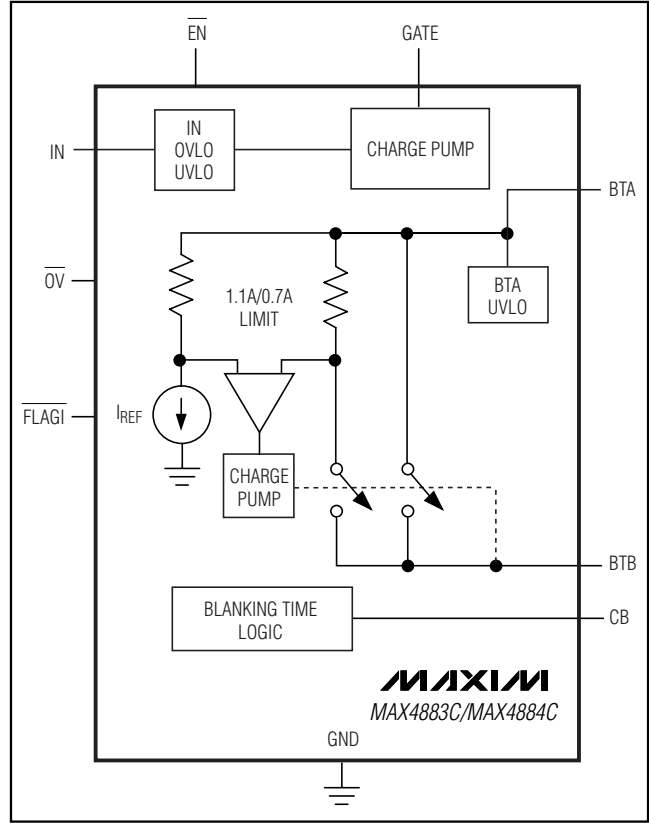 EN
GATE
IN
IN
OVLO
UVLO
CHARGE PUMP
BTA
OV
1.1A/0.7A
LIMIT
BTA
UVLO
FLAGI
IREF
CHARGE
PUMP
BTB
BLANKING TIME
LOGIC
CB
MAXIM
MAX4883C/MAX4884C
GND